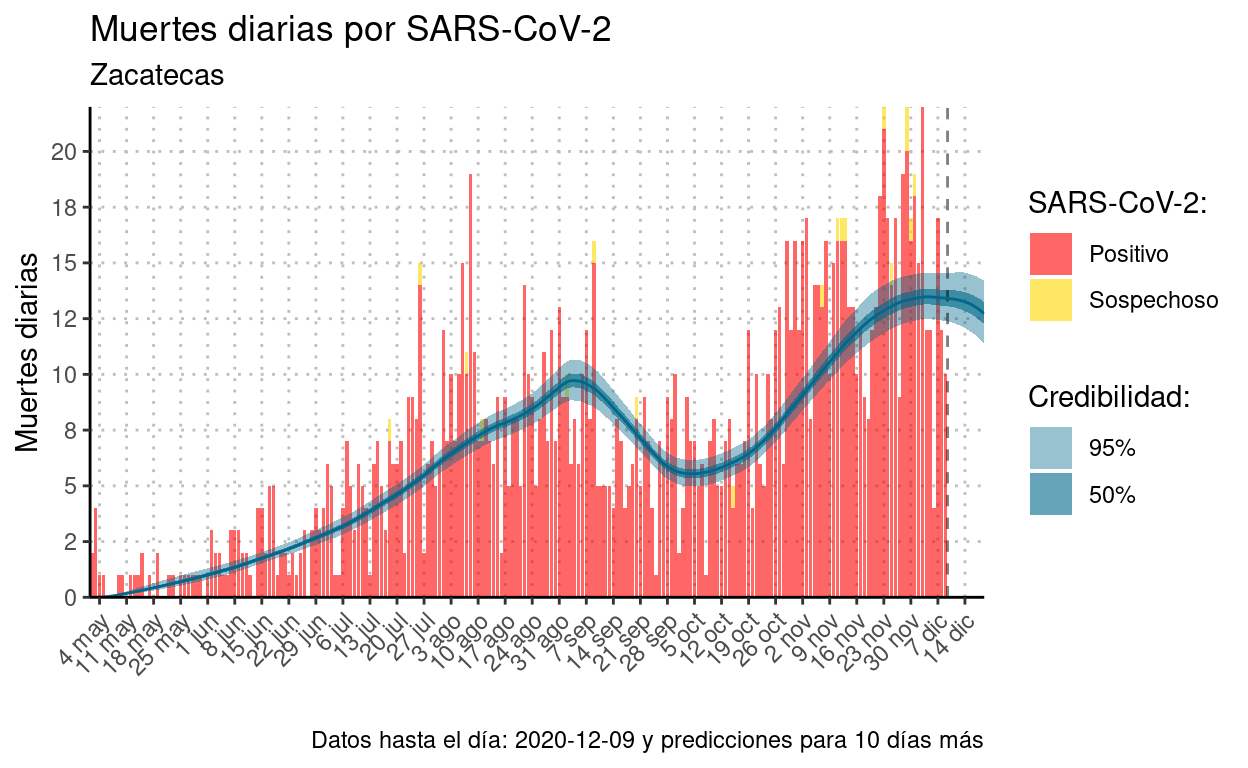 Muertes diarias por SARS-CoV-2
Zacatecas
Muertes diarias
20
18
15
12
10
8
5
2
0
4 may
11 may
18 may
25 may
1 jun
8 jun
15 jun
22 jun
29 jun
6 jul
13 jul
20 jul
27 jul
3 ago
10 ago
17 ago
24 ago
31 ago
7 sep
14 sep
21 sep
28 sep
5 oct
12 oct
19 oct
26 oct
2 nov
9 nov
16 nov
23 nov
30 nov
7 dic
14 dic
SARS-CoV-2:
Positivo
Sospechoso
Credibilidad:
95%
50%
Datos hasta el día: 2020-12-09 y predicciones para 10 días más